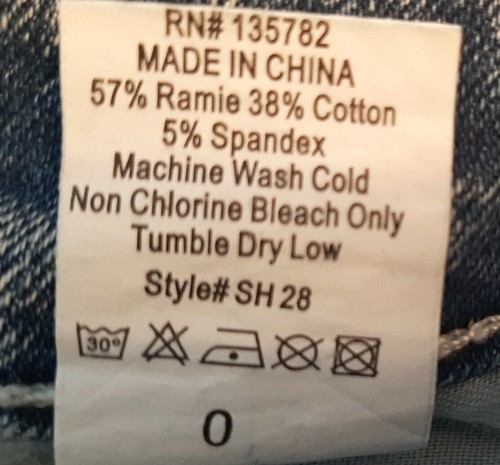 RN# 135782
MADE IN CHINA
57% Ramie 38% Cotton
5% Spandex
Machine Wash Cold
Non Chlorine Bleach Only
Tumble Dry Low
Style# SH 28
30°
0